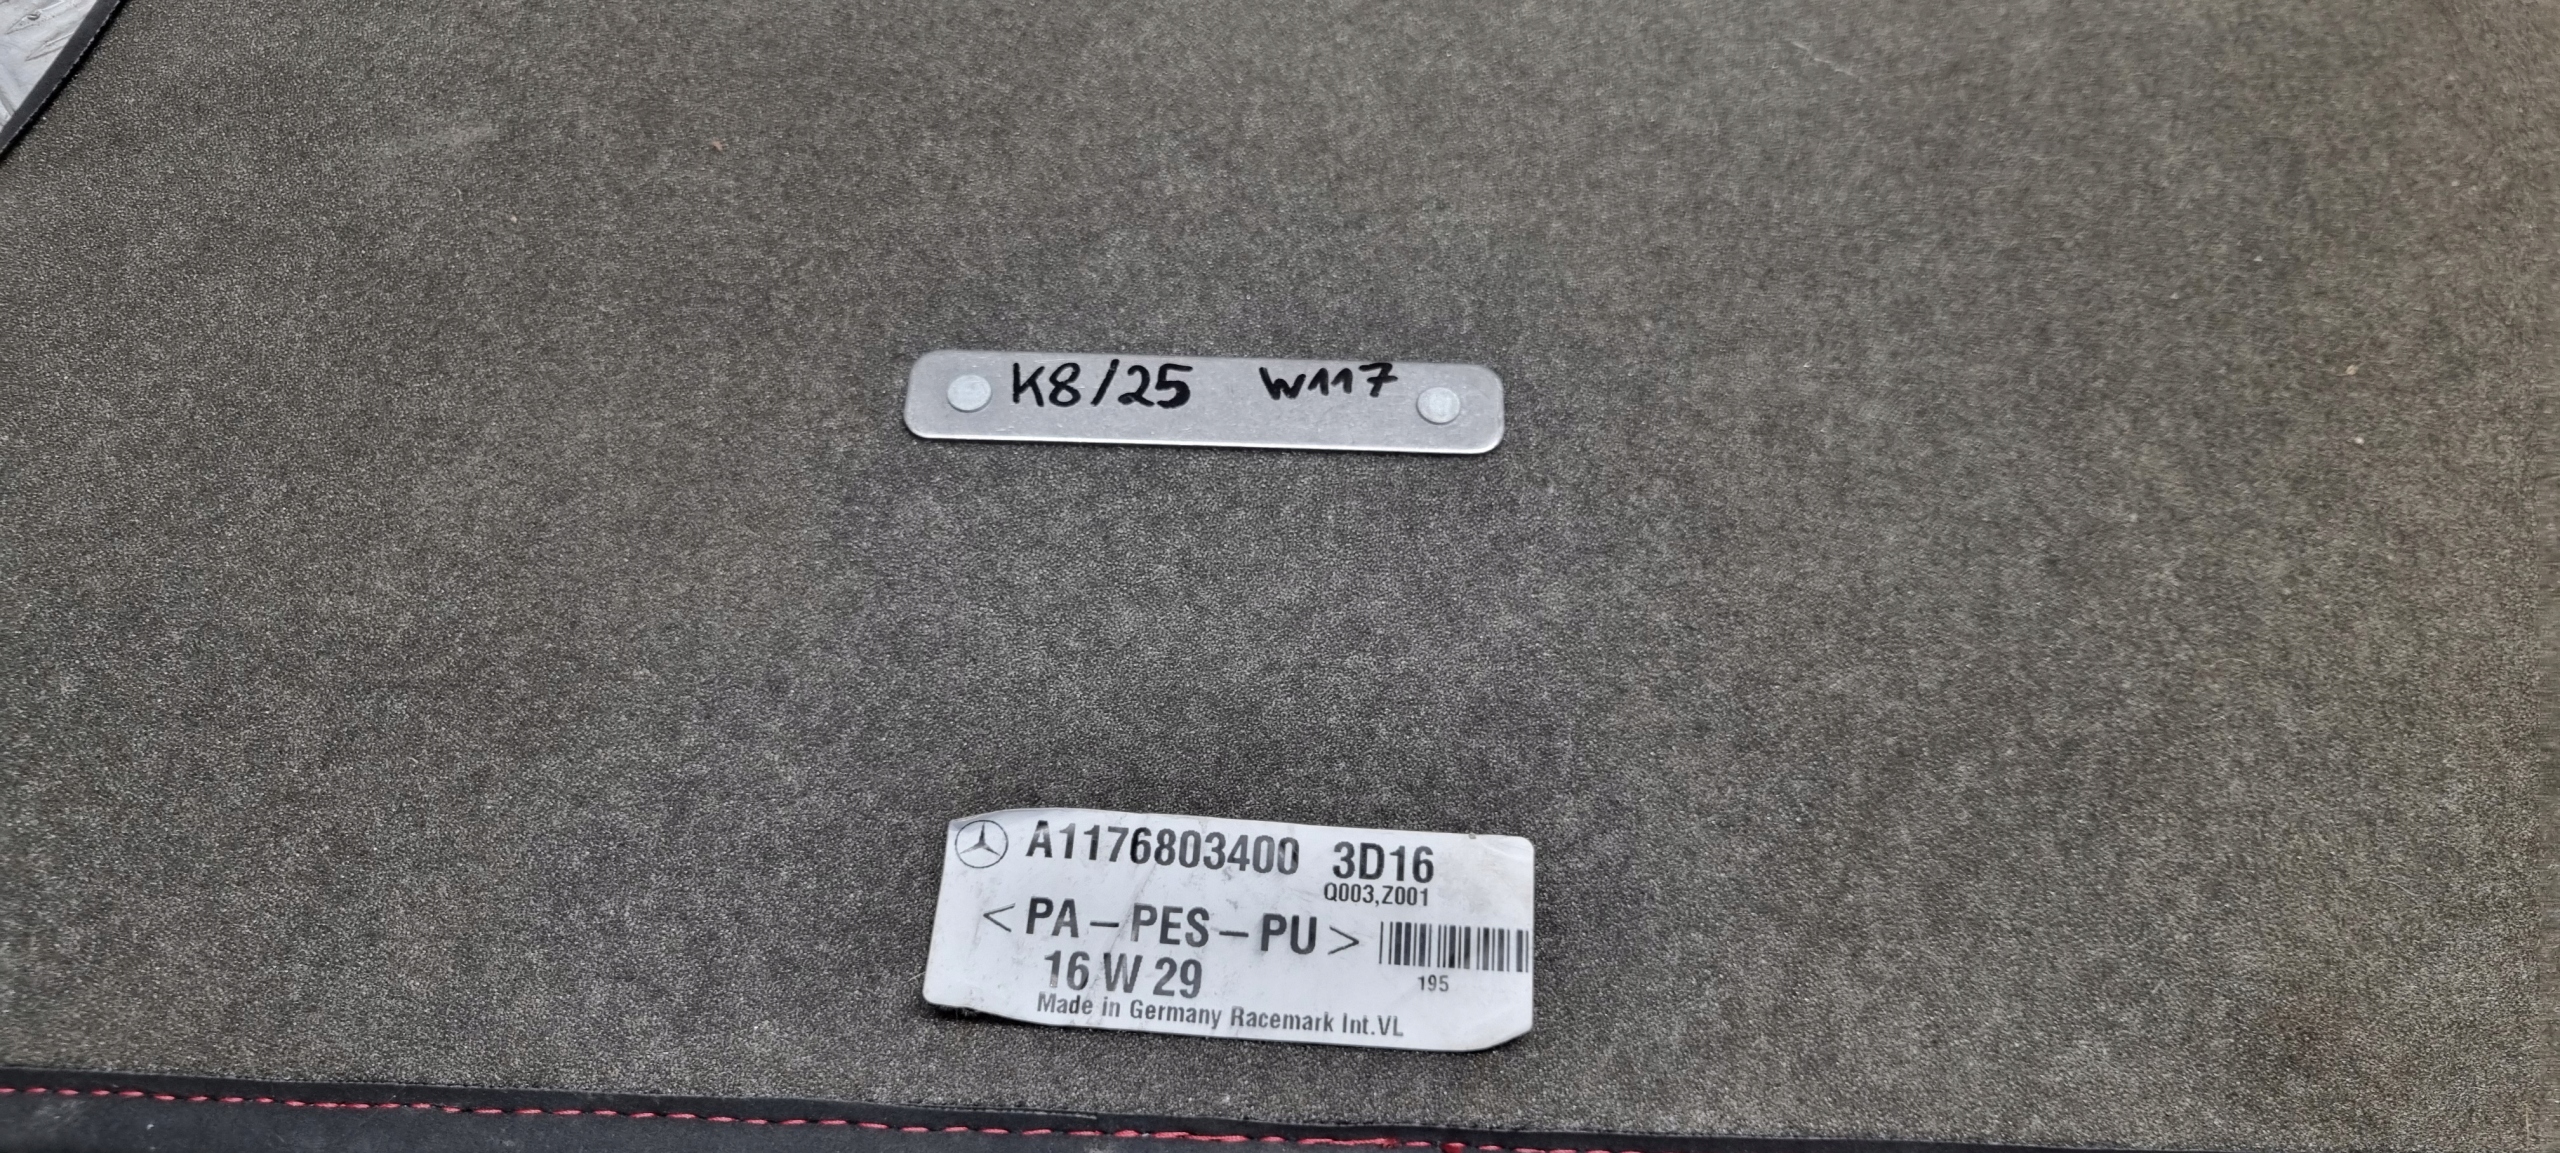 K8/25 W117
A1176803400 3D16
Q003,Z001
<PA-PES-PU>
16 W 29
195
Made in Germany Racemark Int.VL